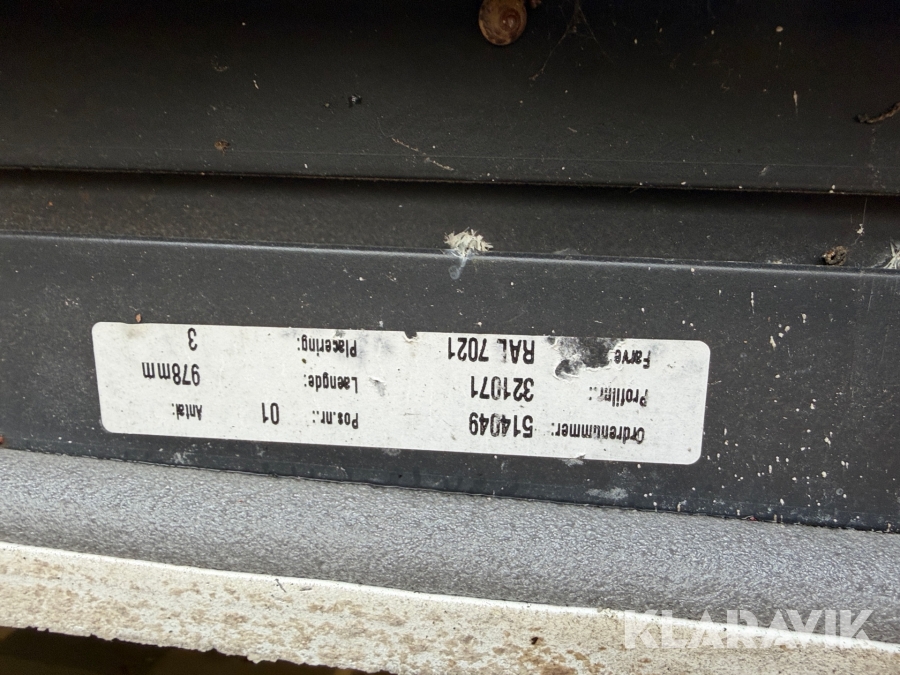 Ordrenummer: 514049 Pos.nr.: 01 Antal:
Profilnr.: 321071 Laengde: 978mm
Farve RAL 7021 Placering: 3
KLARAVIK